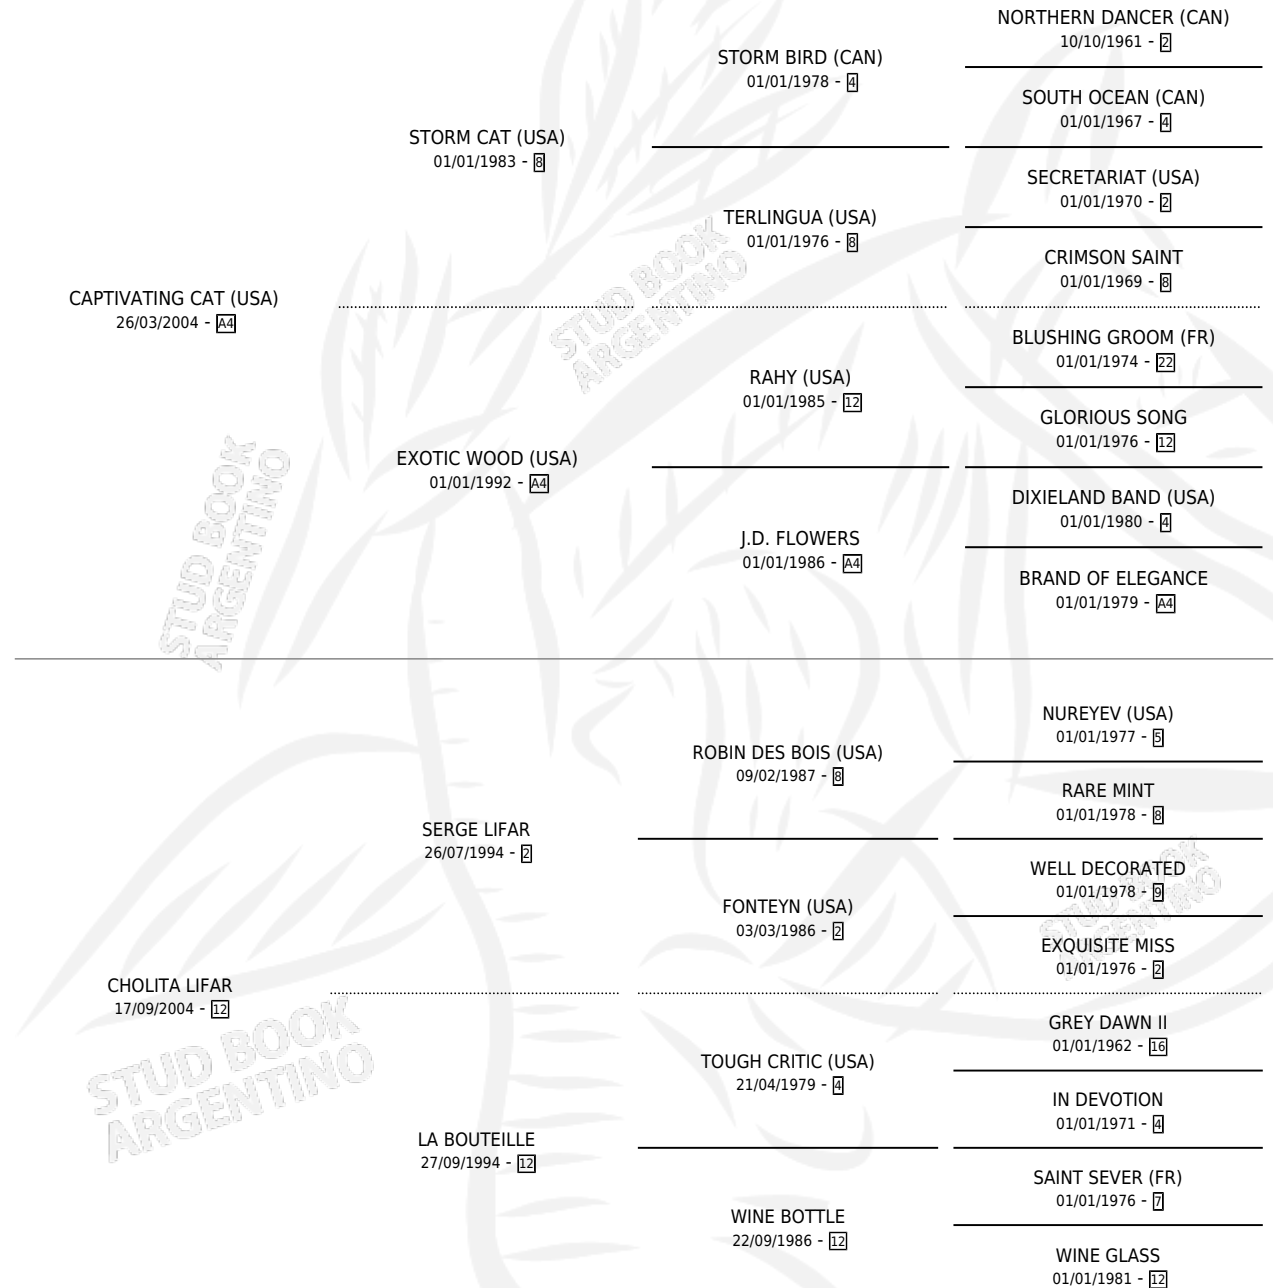 NORTHERN DANCER (CAN)
10/10/1961 - 2
STORM BIRD (CAN)
01/01/1978 - 4
SOUTH OCEAN (CAN)
01/01/1967 - 4
STORM CAT (USA)
01/01/1983 - 8
SECRETARIAT (USA)
01/01/1970 - 2
TERLINGUA (USA)
01/01/1976 - 8
CRIMSON SAINT
01/01/1969 - 8
CAPTIVATING CAT (USA)
26/03/2004 - A4
BLUSHING GROOM (FR)
01/01/1974 - 22
RAHY (USA)
01/01/1985 - 12
GLORIOUS SONG
01/01/1976 - 12
EXOTIC WOOD (USA)
01/01/1992 - A4
DIXIELAND BAND (USA)
01/01/1980 - 4
J.D. FLOWERS
01/01/1986 - A4
BRAND OF ELEGANCE
01/01/1979 - A4
NUREYEV (USA)
01/01/1977 - 5
ROBIN DES BOIS (USA)
09/02/1987 - 8
RARE MINT
01/01/1978 - 8
SERGE LIFAR
26/07/1994 - 2
WELL DECORATED
01/01/1978 - 9
FONTEYN (USA)
03/03/1986 - 2
EXQUISITE MISS
01/01/1976 - 2
CHOLITA LIFAR
17/09/2004 - 12
GREY DAWN II
01/01/1962 - 16
TOUGH CRITIC (USA)
21/04/1979 - 4
IN DEVOTION
01/01/1971 - 4
LA BOUTEILLE
27/09/1994 - 12
SAINT SEVER (FR)
01/01/1976 - 7
WINE BOTTLE
22/09/1986 - 12
WINE GLASS
01/01/1981 - 12
STUD BOOK
ARGENTINO
STUD BOOK
ARGENTINO
STUD BOOK
ARGENTINO
STUD BOOK
ARGENTINO